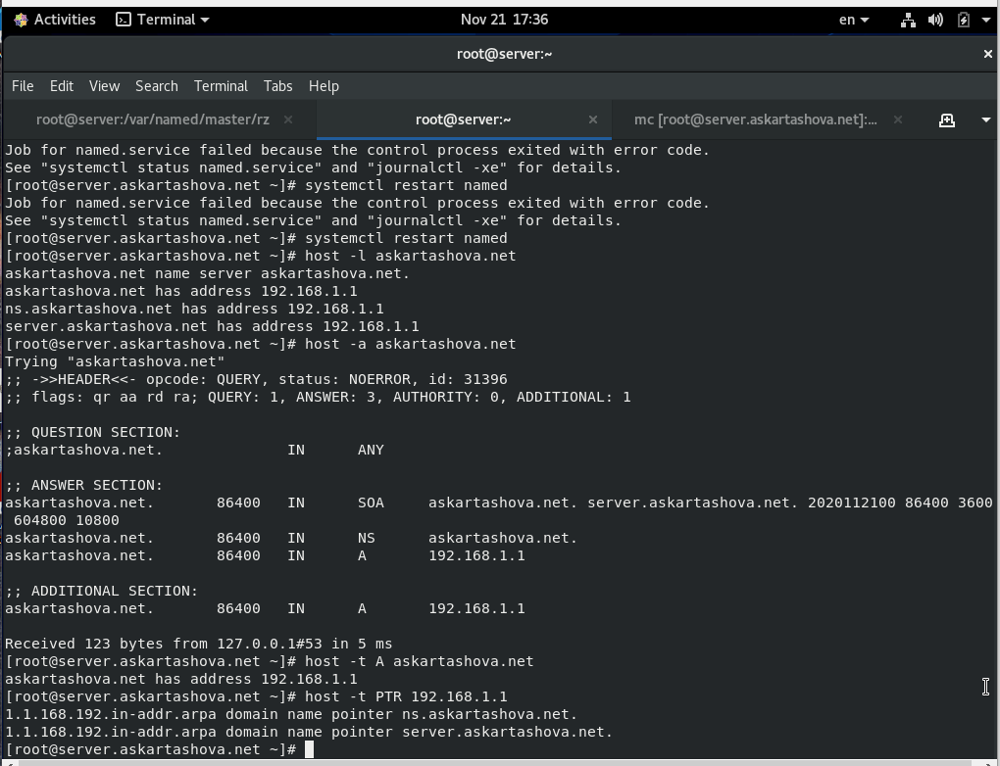 Activities Terminal Nov 21 17:36 en
root@server:~
File Edit View Search Terminal Tabs Help
root@server:/var/named/master/rz root@server:~ mc [root@server.askartashova.net]:...
Job for named.service failed because the control process exited with error code.
See "systemctl status named.service" and "journalctl -xe" for details.
[root@server.askartashova.net ~]# systemctl restart named
Job for named.service failed because the control process exited with error code.
See "systemctl status named.service" and "journalctl -xe" for details.
[root@server.askartashova.net ~]# systemctl restart named
[root@server.askartashova.net ~]# host -l askartashova.net
askartashova.net name server askartashova.net.
askartashova.net has address 192.168.1.1
ns.askartashova.net has address 192.168.1.1
server.askartashova.net has address 192.168.1.1
[root@server.askartashova.net ~]# host -a askartashova.net
Trying "askartashova.net"
;; ->>HEADER<<- opcode: QUERY, status: NOERROR, id: 31396
;; flags: qr aa rd ra; QUERY: 1, ANSWER: 3, AUTHORITY: 0, ADDITIONAL: 1
;; QUESTION SECTION:
;askartashova.net. IN ANY
;; ANSWER SECTION:
askartashova.net. 86400 IN SOA askartashova.net. server.askartashova.net. 2020112100 86400 3600
604800 10800
askartashova.net. 86400 IN NS askartashova.net.
askartashova.net. 86400 IN A 192.168.1.1
;; ADDITIONAL SECTION:
askartashova.net. 86400 IN A 192.168.1.1
Received 123 bytes from 127.0.0.1#53 in 5 ms
[root@server.askartashova.net ~]# host -t A askartashova.net
askartashova.net has address 192.168.1.1
[root@server.askartashova.net ~]# host -t PTR 192.168.1.1
1.1.168.192.in-addr.arpa domain name pointer ns.askartashova.net.
1.1.168.192.in-addr.arpa domain name pointer server.askartashova.net.
[root@server.askartashova.net ~]#